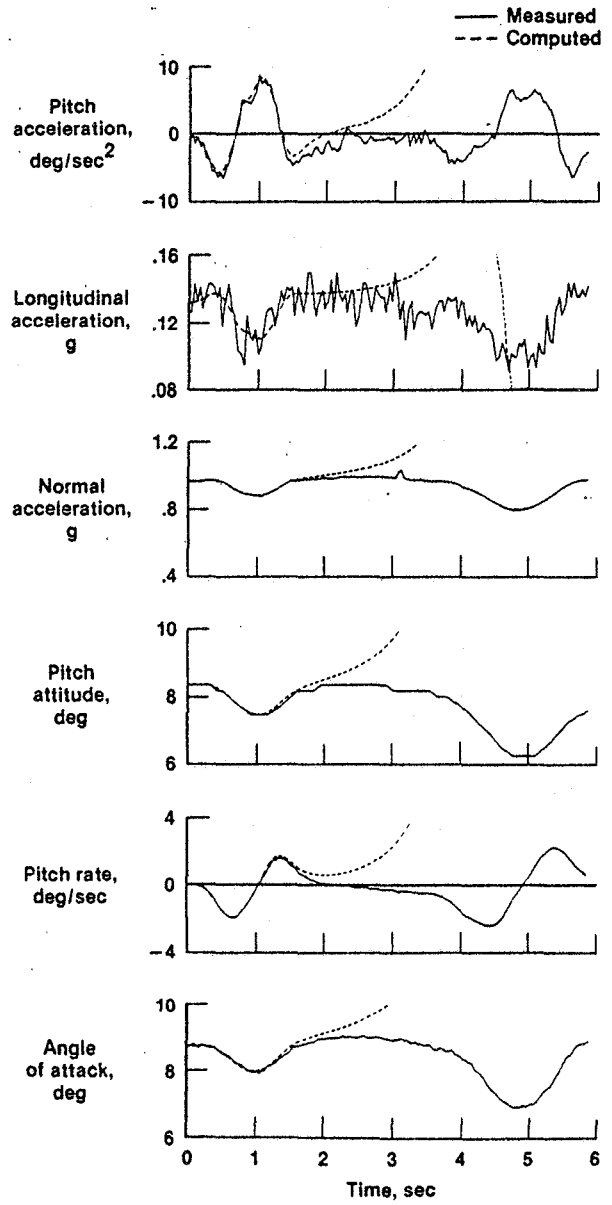 Measured
Computed
10
Pitch
acceleration,
deg/sec2
0
−10
.16
Longitudinal
acceleration,
g
.12
.08
1.2
Normal
acceleration,
g
.8
.4
10
Pitch
attitude,
deg
8
6
4
Pitch rate,
deg/sec
0
−4
10
Angle
of attack,
deg
8
6
0 1 2 3 4 5 6
Time, sec